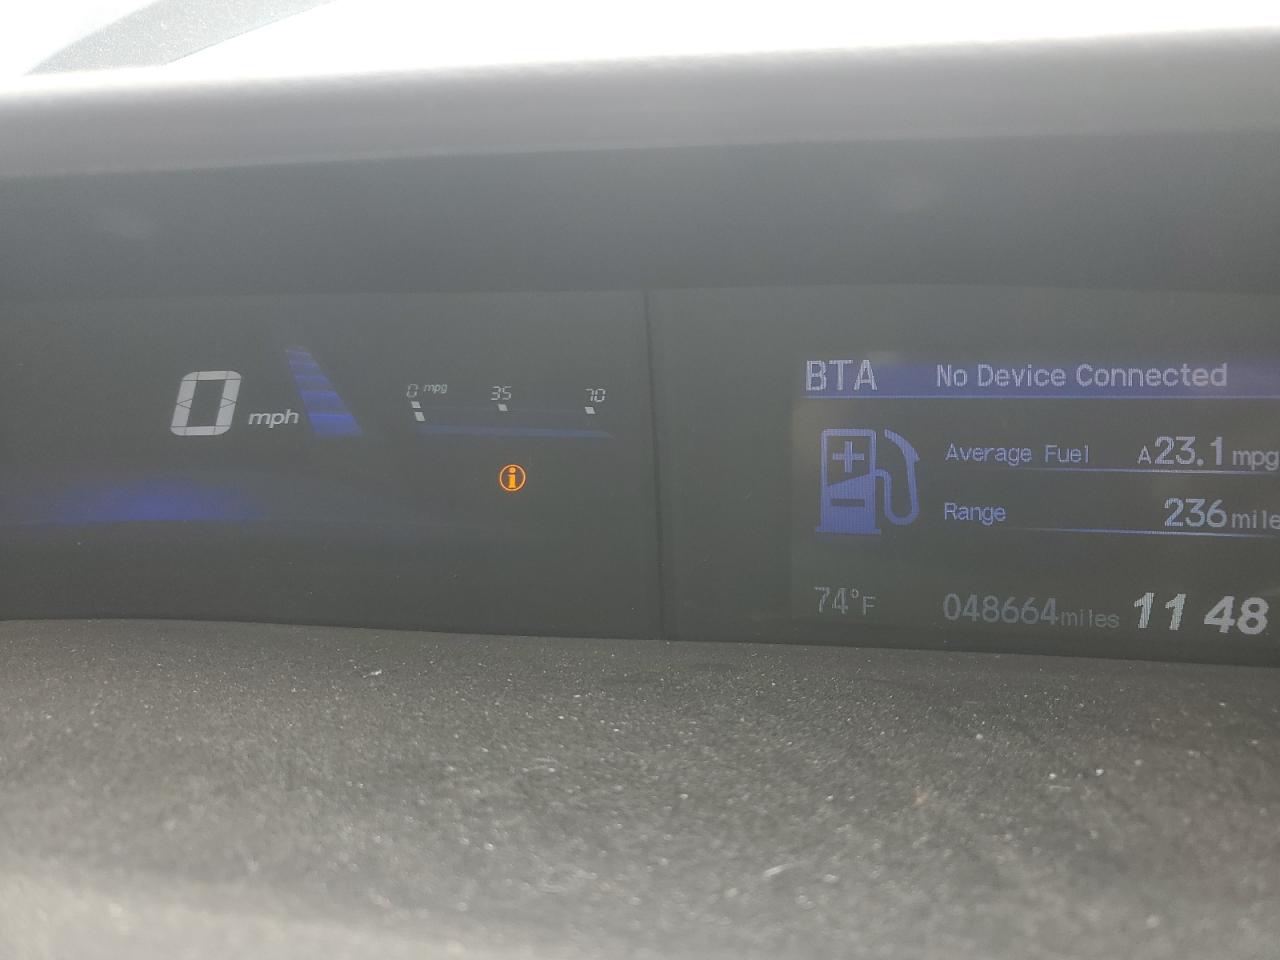 0 mph
0 mpg 35 70
i
BTA No Device Connected
Average Fuel A23.1 mpg
Range 236 mile
74°F 048664 miles 11 48